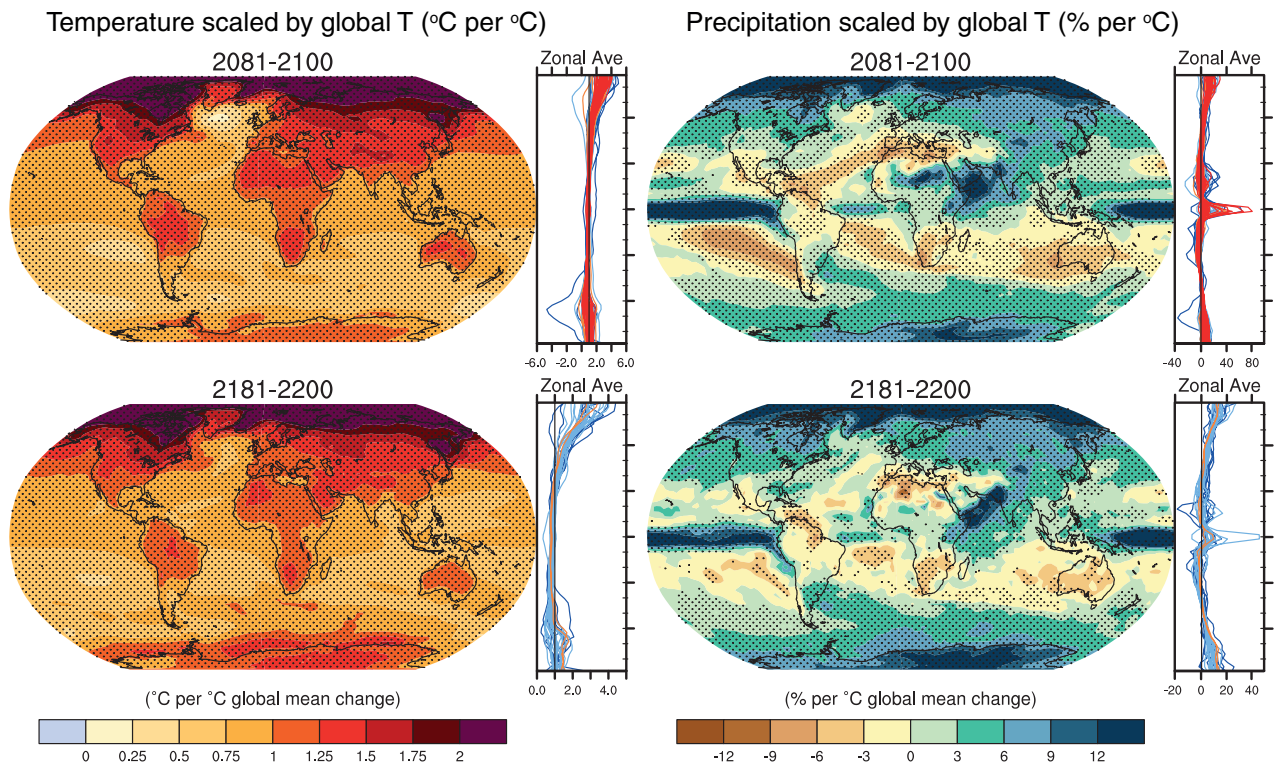 Temperature scaled by global T (°C per °C)
Precipitation scaled by global T (% per °C)
2081-2100
Zonal Ave
2081-2100
Zonal Ave
-6.0 -2.0 2.0 6.0
-40 0 40 80
2181-2200
Zonal Ave
2181-2200
Zonal Ave
0.0 2.0 4.0
-20 0 20 40
(°C per °C global mean change)
(% per °C global mean change)
0 0.25 0.5 0.75 1 1.25 1.5 1.75 2
-12 -9 -6 -3 0 3 6 9 12